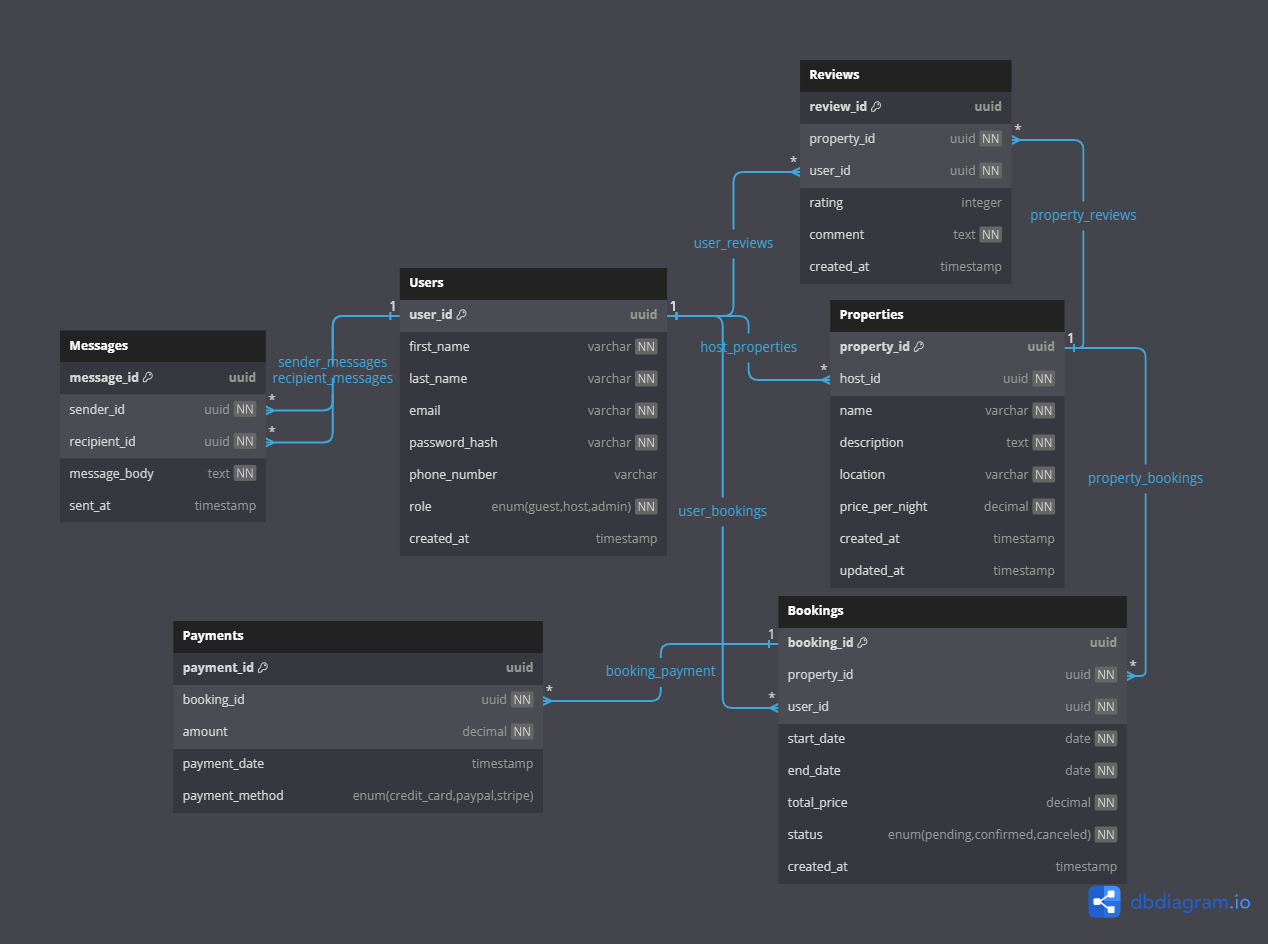 Reviews
review_id uuid
property_id uuid NN
user_id uuid NN
rating integer
comment text NN
created_at timestamp
*
*
property_reviews
user_reviews
Users
user_id uuid
first_name varchar NN
last_name varchar NN
email varchar NN
password_hash varchar NN
phone_number varchar
role enum(guest,host,admin) NN
created_at timestamp
1
1
Messages
message_id uuid
sender_id uuid NN
recipient_id uuid NN
message_body text NN
sent_at timestamp
*
*
sender_messages
recipient_messages
host_properties
*
Properties
property_id uuid
host_id uuid NN
name varchar NN
description text NN
location varchar NN
price_per_night decimal NN
created_at timestamp
updated_at timestamp
1
property_bookings
user_bookings
Payments
payment_id uuid
booking_id uuid NN
amount decimal NN
payment_date timestamp
payment_method enum(credit_card,paypal,stripe)
*
booking_payment
1
*
*
Bookings
booking_id uuid
property_id uuid NN
user_id uuid NN
start_date date NN
end_date date NN
total_price decimal NN
status enum(pending,confirmed,canceled) NN
created_at timestamp
dbdiagram.io